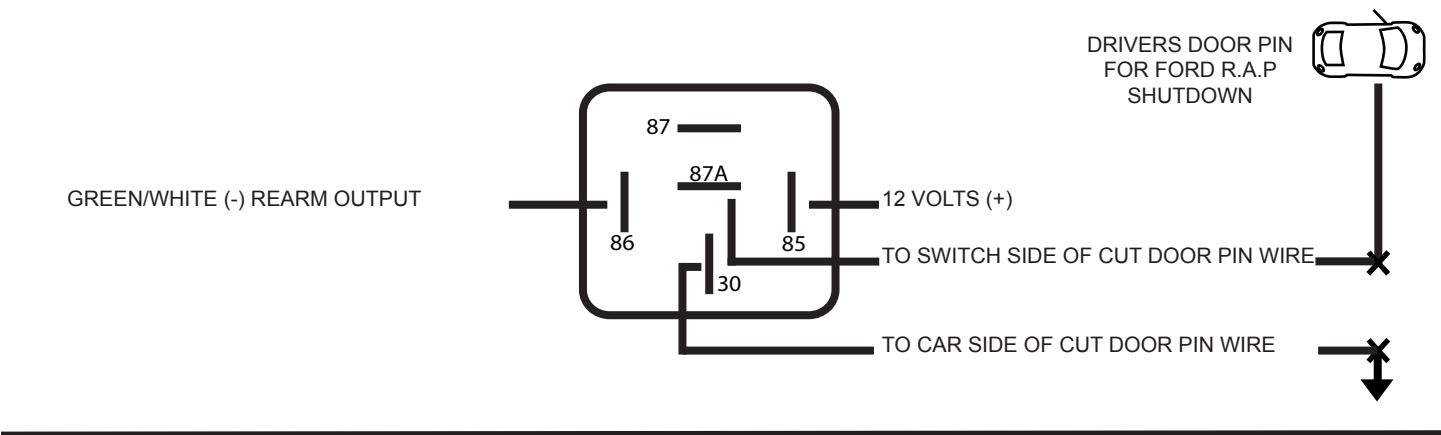 DRIVERS DOOR PIN
FOR FORD R.A.P
SHUTDOWN
87
87A
GREEN/WHITE (-) REARM OUTPUT
12 VOLTS (+)
86
85
TO SWITCH SIDE OF CUT DOOR PIN WIRE
30
TO CAR SIDE OF CUT DOOR PIN WIRE